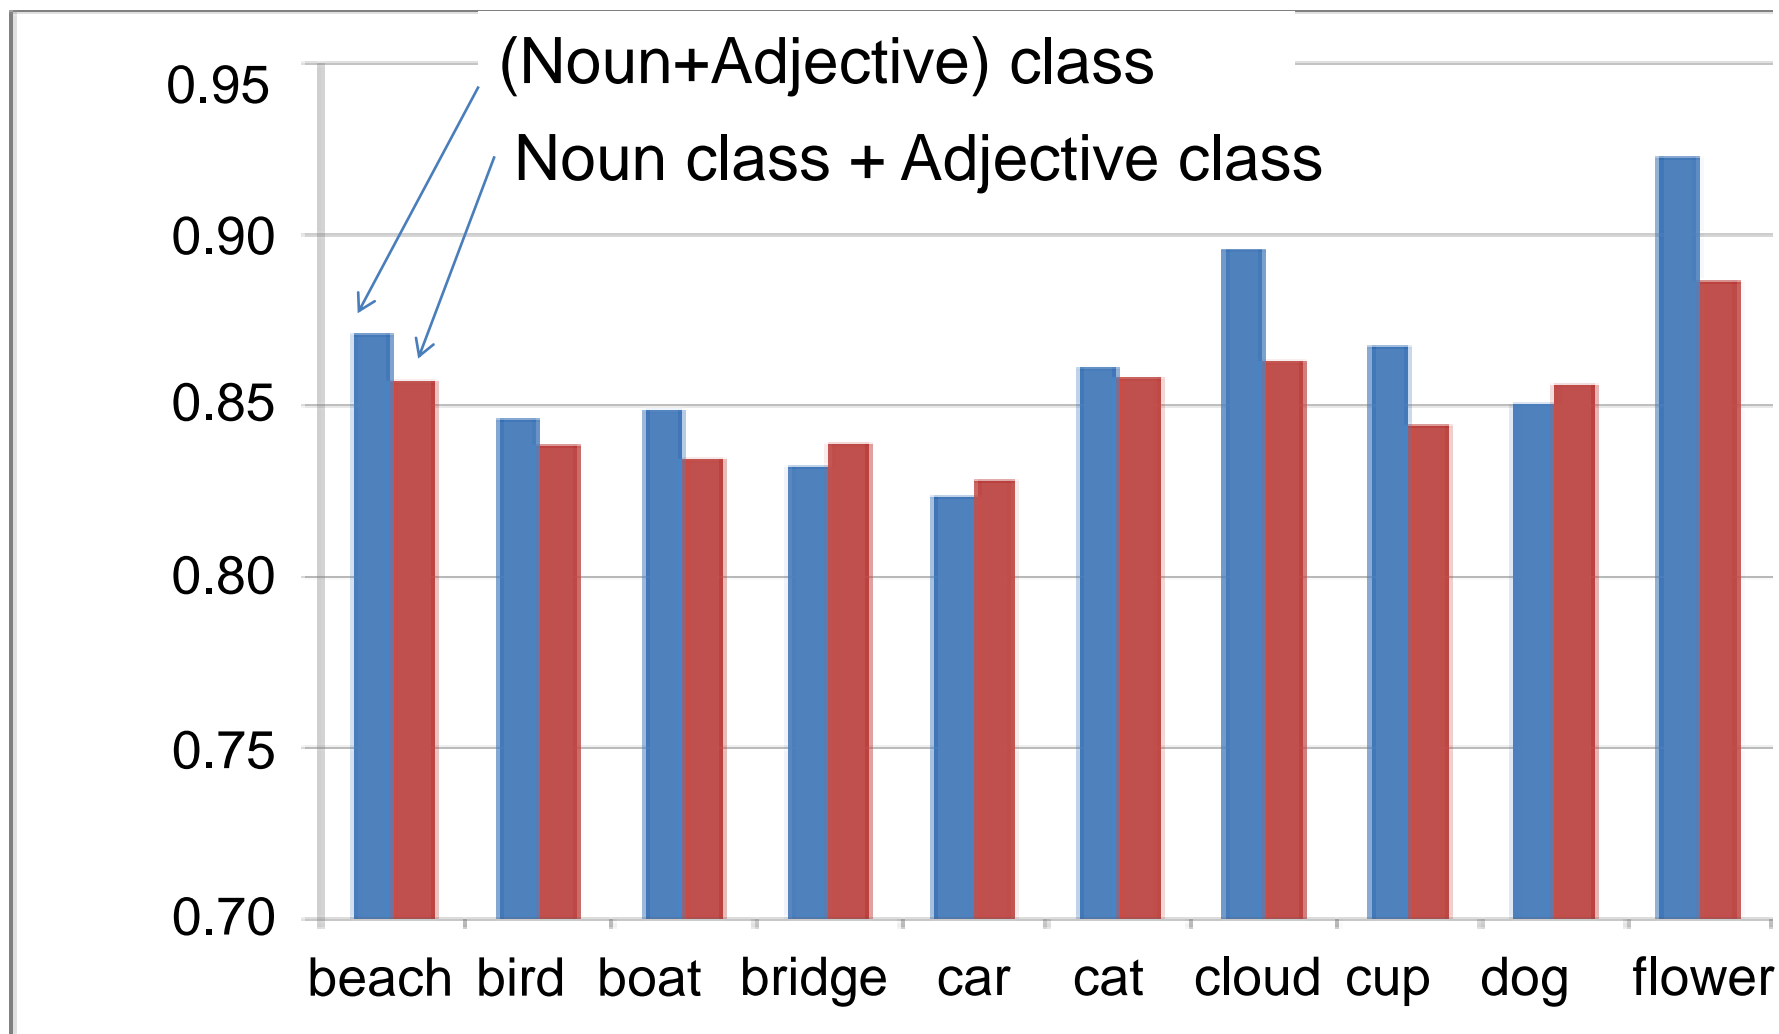 (Noun+Adjective) class
0.95
Noun class + Adjective class
0.90
0.85
0.80
0.75
0.70
beach bird boat bridge car cat cloud cup dog flower